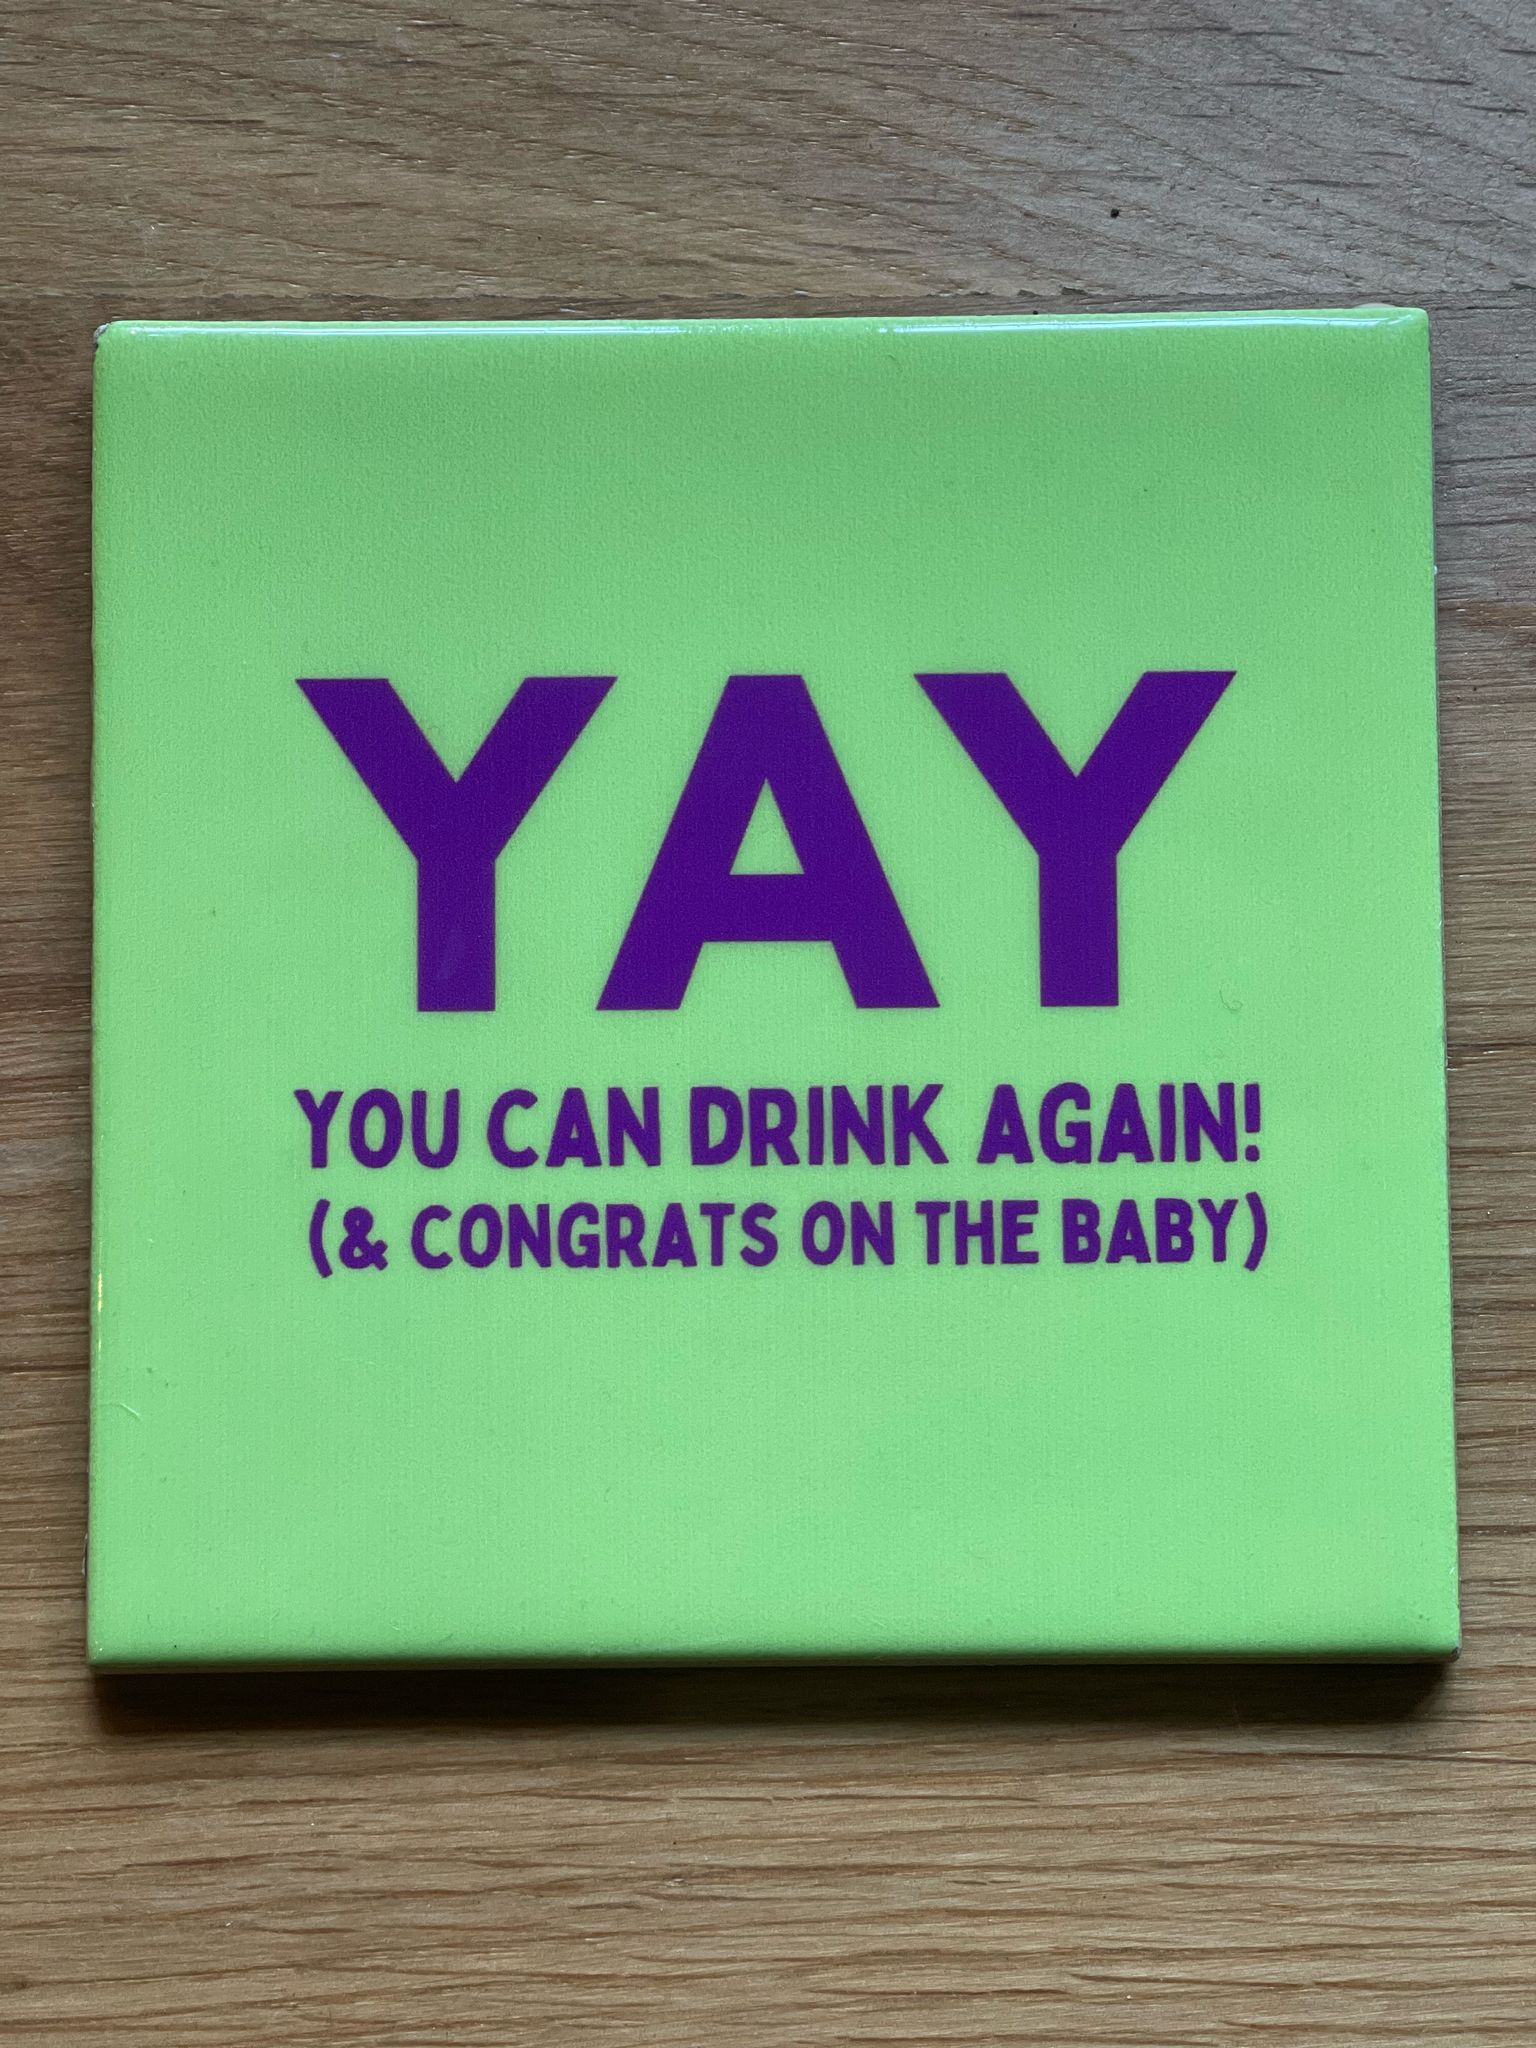 YAY
YOU CAN DRINK AGAIN!
(& CONGRATS ON THE BABY)